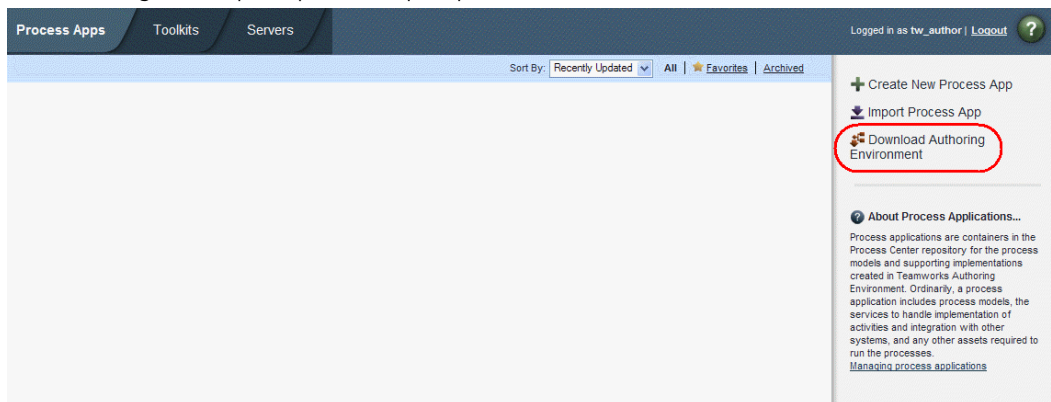 Process Apps Toolkits Servers Logged in as tw_author | Logout ?
Sort By: Recently Updated All | Favorites | Archived
Create New Process App
Import Process App
Download Authoring
Environment
? About Process Applications...
Process applications are containers in the
Process Center repository for the process
models and supporting implementations
created in Teamworks Authoring
Environment. Ordinarily, a process
application includes process models, the
services to handle implementation of
activities and integration with other
systems, and any other assets required to
run the processes.
Managing process applications